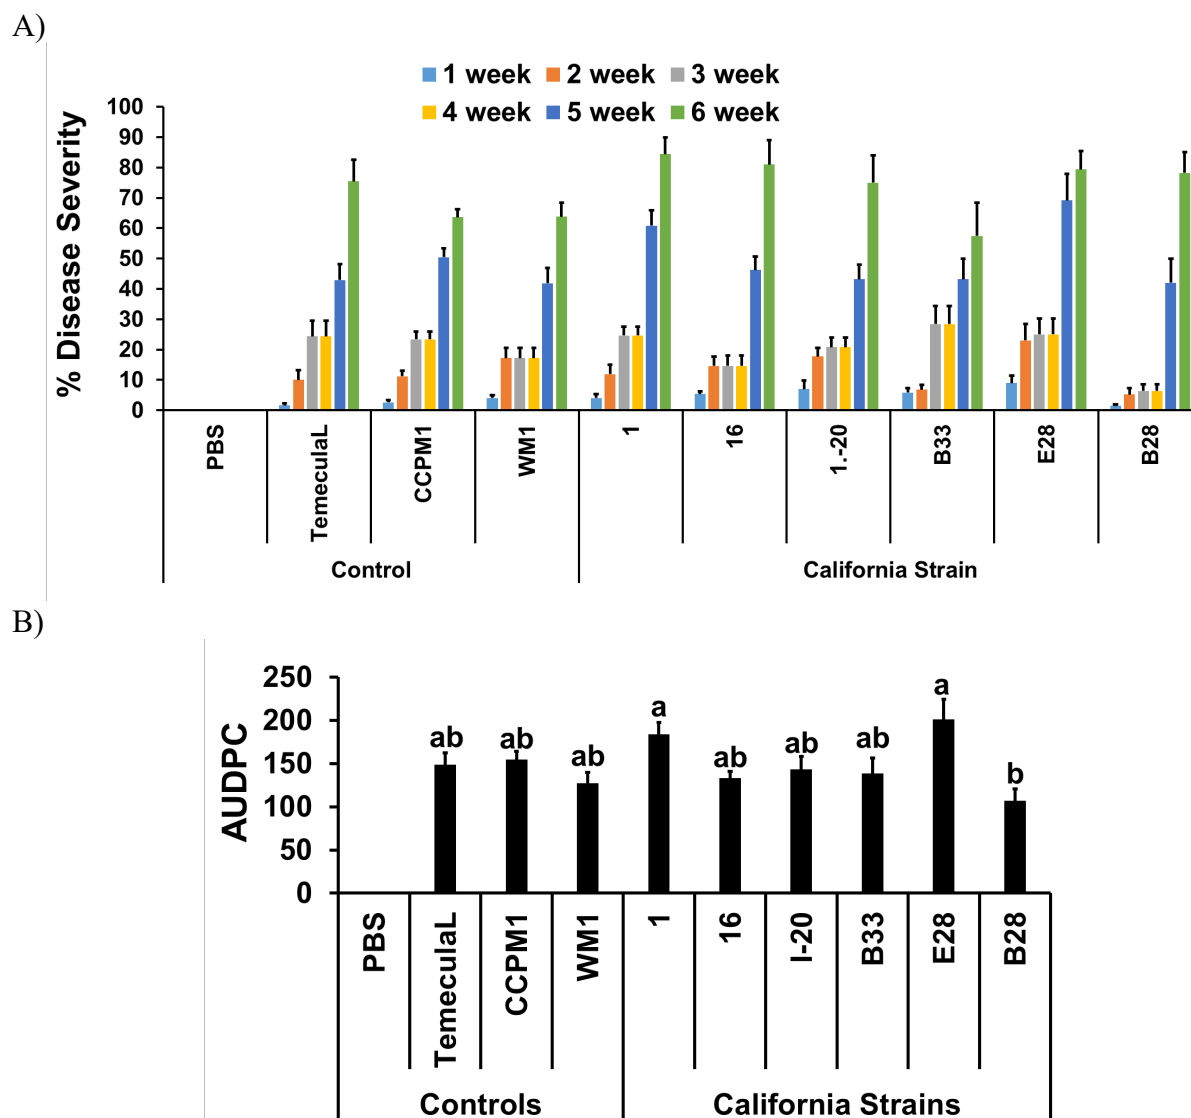 A)
1 week 2 week 3 week
4 week 5 week 6 week
% Disease Severity
100
90
80
70
60
50
40
30
20
10
0
PBS TemeculaL CCPM1 WM1 1 16 1.-20 B33 E28 B28
Control California Strain
B)
AUDPC
250
200
150
100
50
0
ab ab ab a ab ab ab a b
PBS TemeculaL CCPM1 WM1 1 16 I-20 B33 E28 B28
Controls California Strains